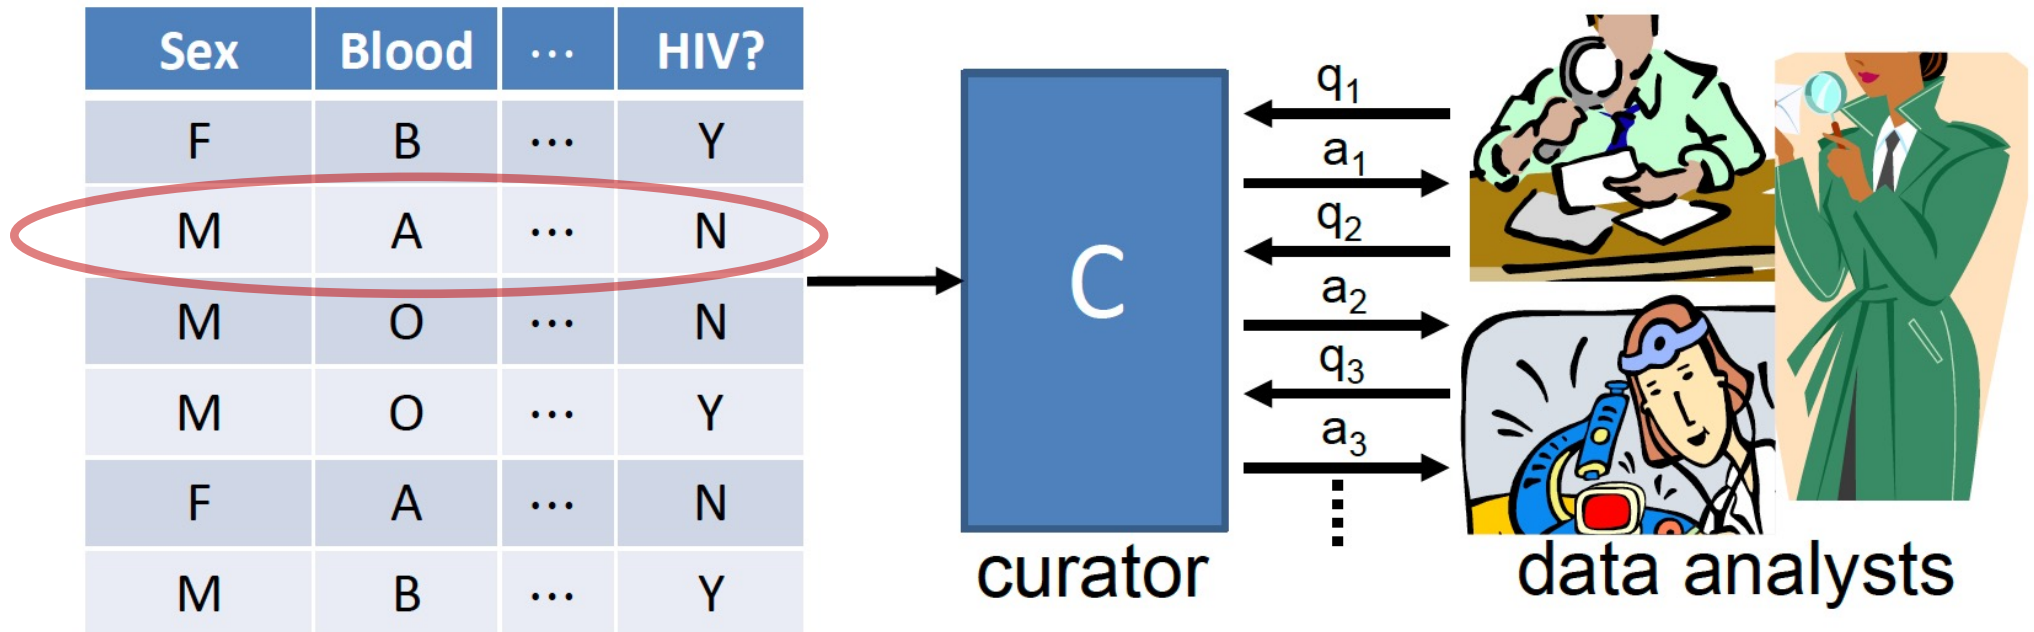 Sex Blood ... HIV?
F B ... Y
M A ... N
M O ... N
M O ... Y
F A ... N
M B ... Y
C
curator
q1
a1
q2
a2
q3
a3
data analysts